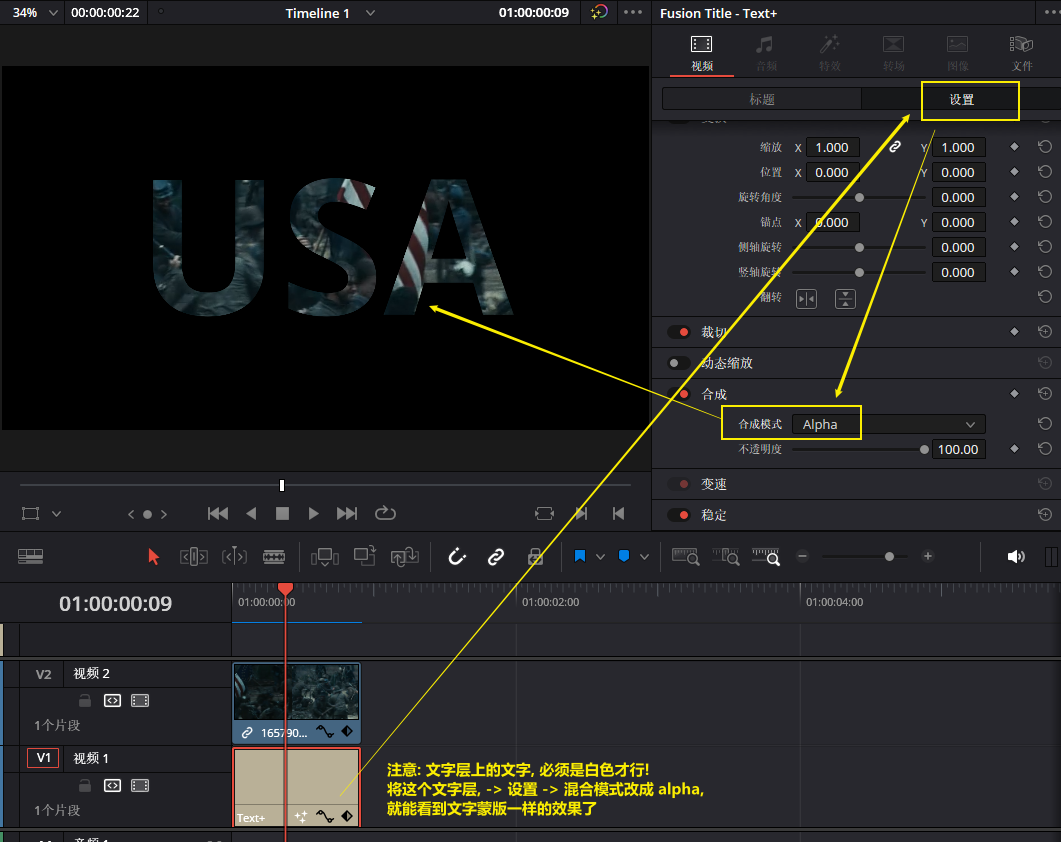 34% 00:00:00:22 Timeline 1 01:00:00:09
Fusion Title - Text+
视频 音频 特效 转场 图像 文件
标题 设置
缩放 X 1.000 Y 1.000
位置 X 0.000 Y 0.000
旋转角度 0.000
锚点 X 0.000 Y 0.000
侧轴旋转 0.000
竖轴旋转 0.000
翻转
裁切
动态缩放
合成
合成模式 Alpha
不透明度 100.00
变速
稳定
USA
01:00:00:09
01:00:00:00 01:00:02:00 01:00:04:00
V2 视频 2
1个片段
165790...
V1 视频 1
1个片段
Text+
注意: 文字层上的文字, 必须是白色才行!
将这个文字层, -> 设置 -> 混合模式改成 alpha,
就能看到文字蒙版一样的效果了